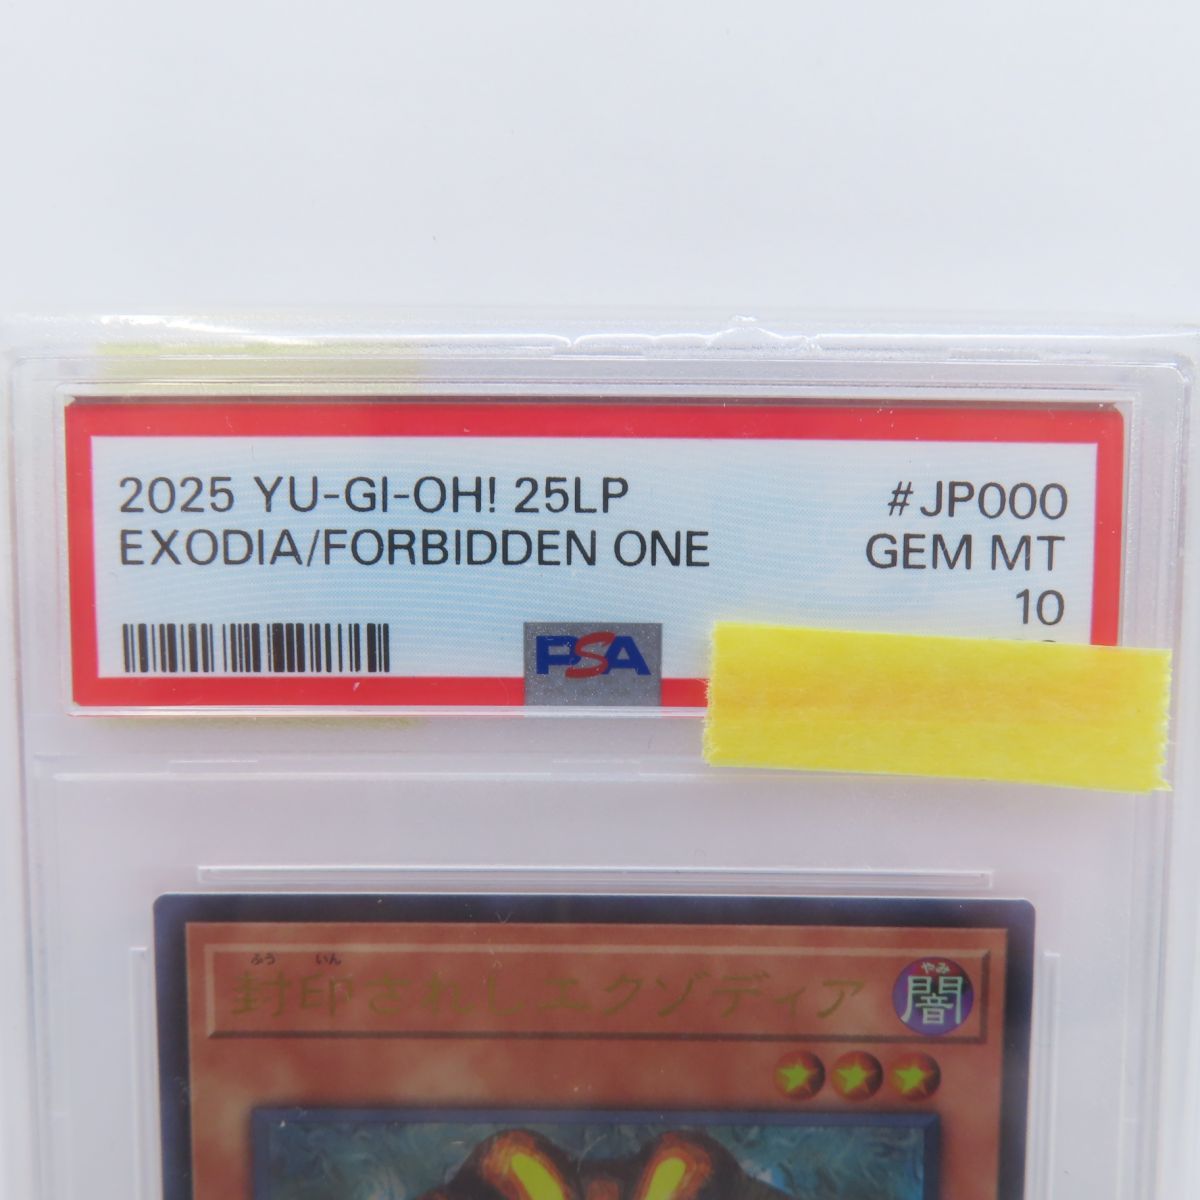 2025 YU-GI-OH! 25LP
#JP000
EXODIA/FORBIDDEN ONE
GEM MT
10
PSA
ふう いん
封印されしエクゾディア
やみ
闇